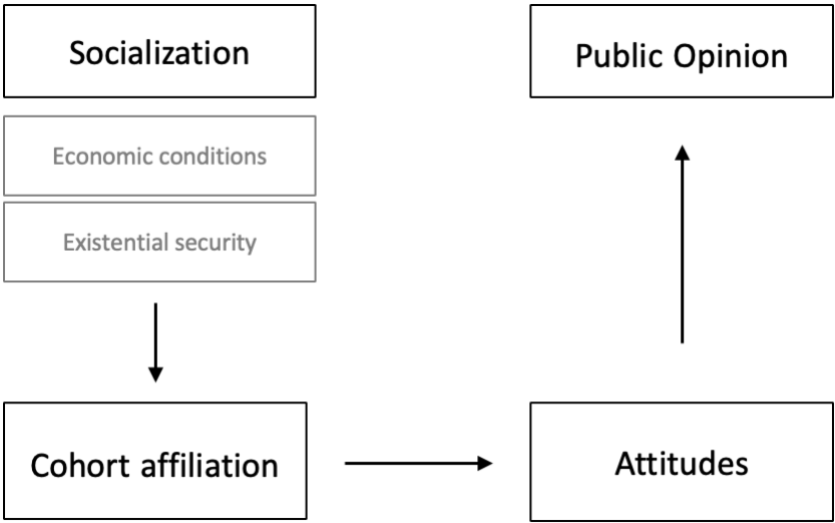 Socialization
Public Opinion
Economic conditions
Existential security
Cohort affiliation
Attitudes